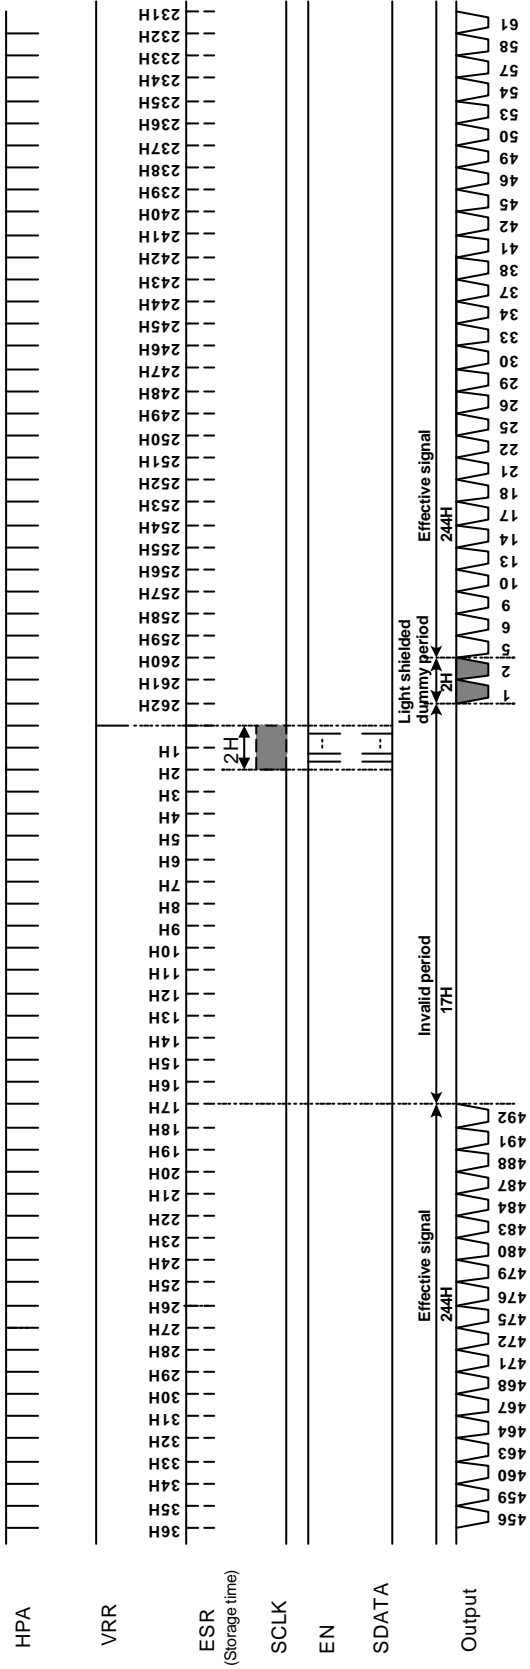 HPA
VRR
231H
232H
233H
234H
235H
236H
237H
238H
239H
240H
241H
242H
243H
244H
245H
246H
247H
248H
249H
250H
251H
252H
253H
254H
255H
256H
257H
258H
259H
260H
261H
262H
1H
2H
3H
4H
5H
6H
7H
8H
9H
10H
11H
12H
13H
14H
15H
16H
17H
18H
19H
20H
21H
22H
23H
24H
25H
26H
27H
28H
29H
30H
31H
32H
33H
34H
35H
36H
ESR
(Storage time)
2H
SCLK
EN
SDATA
Effective signal
244H
Light shielded
dummy period
2H
Invalid period
17H
Effective signal
244H
Output
61
58
57
54
53
50
49
46
45
42
41
38
37
34
33
30
29
26
25
22
21
18
17
14
13
10
9
6
5
2
1
492
491
488
487
484
483
480
479
476
475
472
471
468
467
464
463
460
459
456